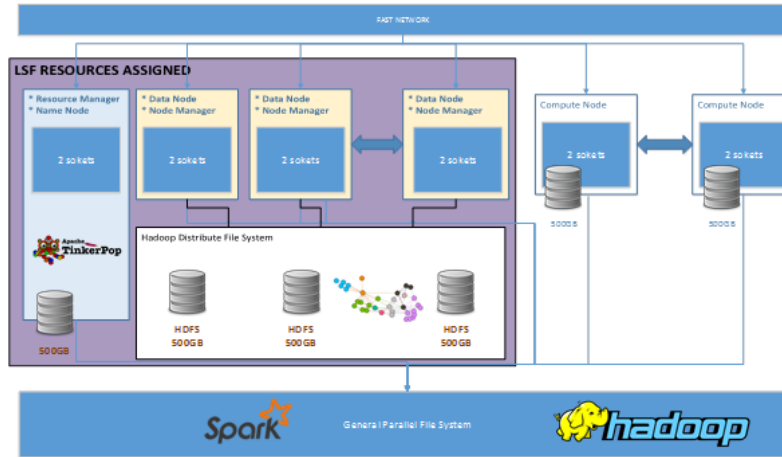 FAST NETWORK
LSF RESOURCES ASSIGNED
* Resource Manager
* Name Node
* Data Node
* Node Manager
* Data Node
* Node Manager
* Data Node
* Node Manager
Compute Node
Compute Node
2 sokets
2 sokets
2 sokets
2 sokets
2 sokets
2 sokets
500GB
500GB
Apache
TinkerPop
Hadoop Distribute File System
HDFS
500GB
HDFS
500GB
HDFS
500GB
500GB
Spark
General Parallel File System
hadoop